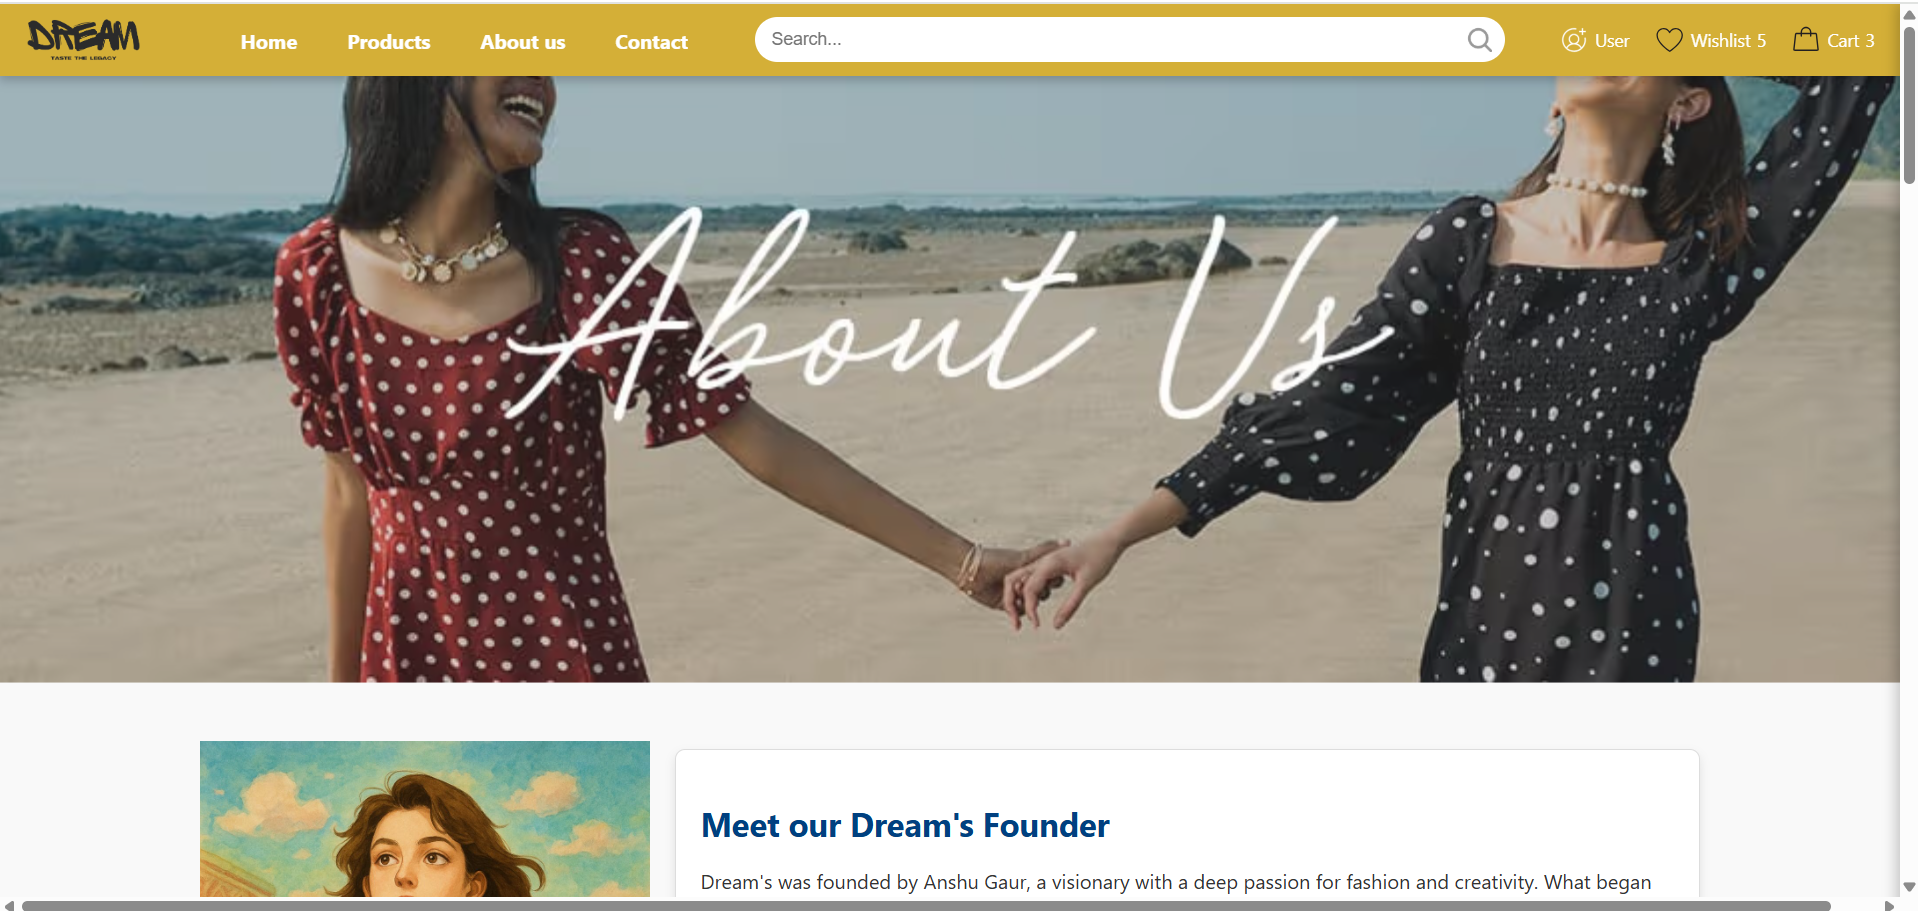 DREAM
TASTE THE LEGACY
Home Products About us Contact
Search...
User Wishlist 5 Cart 3
About Us
Meet our Dream's Founder
Dream's was founded by Anshu Gaur, a visionary with a deep passion for fashion and creativity. What began